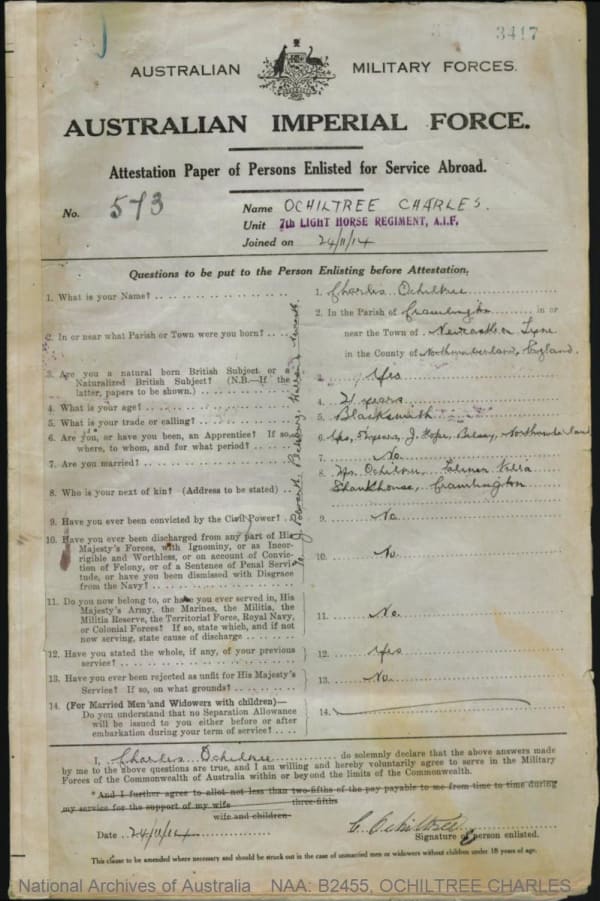 3417
AUSTRALIAN MILITARY FORCES.
AUSTRALIAN IMPERIAL FORCE.
Attestation Paper of Persons Enlisted for Service Abroad.
No. 573
Name OCHILTREE CHARLES.
Unit 7th LIGHT HORSE REGIMENT, A.I.F.
Joined on 24/11/14
Questions to be put to the Person Enlisting before Attestation.
1. What is your Name?
1. Charles Ochiltree
2. In or near what Parish or Town were you born?
2. In the Parish of Cramlington in or
near the Town of Newcastle on Tyne
in the County of Northumberland, England.
3. Are you a natural born British Subject or a
Naturalized British Subject? (N.B.—If the
latter, papers to be shown.)
3. Yes
4. What is your age?
4. 21 years
5. What is your trade or calling?
5. Blacksmith
6. Are you, or have you been, an Apprentice? If so,
where, to whom, and for what period?
6. Yes, J. Hope, Belsay, Northumberland
7. Are you married?
7. No
8. Who is your next of kin? (Address to be stated)
8. Ochiltree, Villa
Shankhouse, Cramlington
9. Have you ever been convicted by the Civil Power?
9. No
10. Have you ever been discharged from any part of His
Majesty's Forces, with Ignominy, or as Incor-
rigible and Worthless, or on account of Convic-
tion of Felony, or of a Sentence of Penal Servi-
tude, or have you been dismissed with Disgrace
from the Navy?
10. No
11. Do you now belong to, or have you ever served in, His
Majesty's Army, the Marines, the Militia, the
Militia Reserve, the Territorial Force, Royal Navy,
or Colonial Forces? If so, state which, and if not
now serving, state cause of discharge
11. No
12. Have you stated the whole, if any, of your previous
service?
12. Yes
13. Have you ever been rejected as unfit for His Majesty's
Service? If so, on what grounds?
13. No
14. (For Married Men and Widowers with children)—
Do you understand that no Separation Allowance
will be issued to you either before or after
embarkation during your term of service?
14.
I, Charles Ochiltree do solemnly declare that the above answers made
by me to the above questions are true, and I am willing and hereby voluntarily agree to serve in the Military
Forces of the Commonwealth of Australia within or beyond the limits of the Commonwealth.
*And I further agree to allot not less than two-fifths of the pay payable to me from time to time during
three-fifths
my service for the support of my wife
wife and children.
Date 24/11/14
C Ochiltree
Signature of person enlisted.
This clause to be amended where necessary and should be struck out in the case of unmarried men or widowers without children under 18 years of age.
National Archives of Australia NAA: B2455, OCHILTREE CHARLES